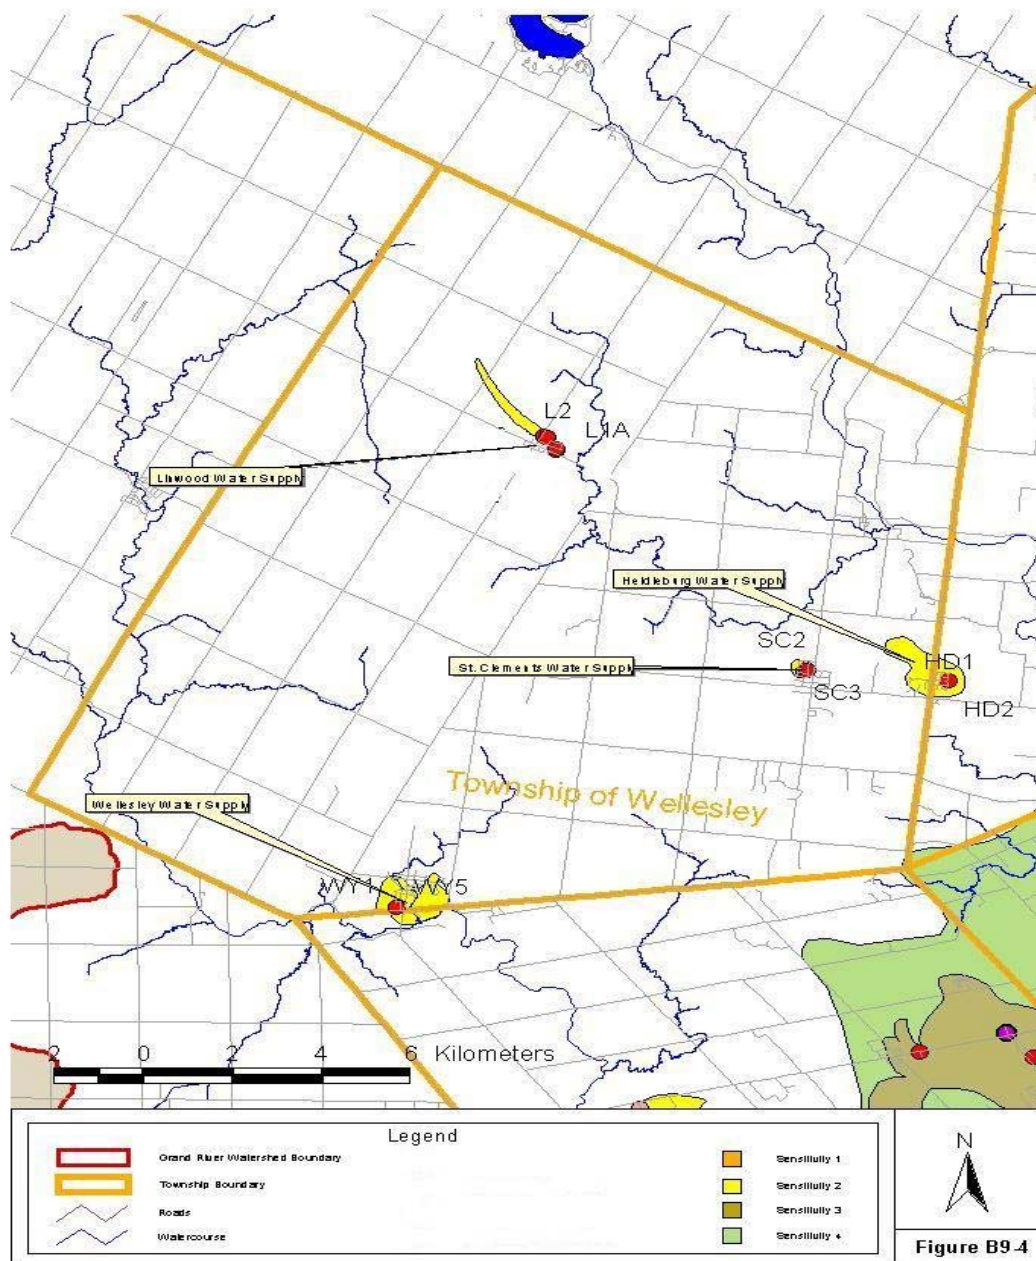 L2
L1A
Linwood Water Supply
Heidleburg Water Supply
SC2
HD1
St. Clements Water Supply
SC3
HD2
Township of Wellesley
Wellesley Water Supply
WY1
WY5
2 0 2 4 6 Kilometers
Legend
Grand River Watershed Boundary
Township Boundary
Roads
Watercourse
Sensitivity 1
Sensitivity 2
Sensitivity 3
Sensitivity 4
N
Figure B9-4